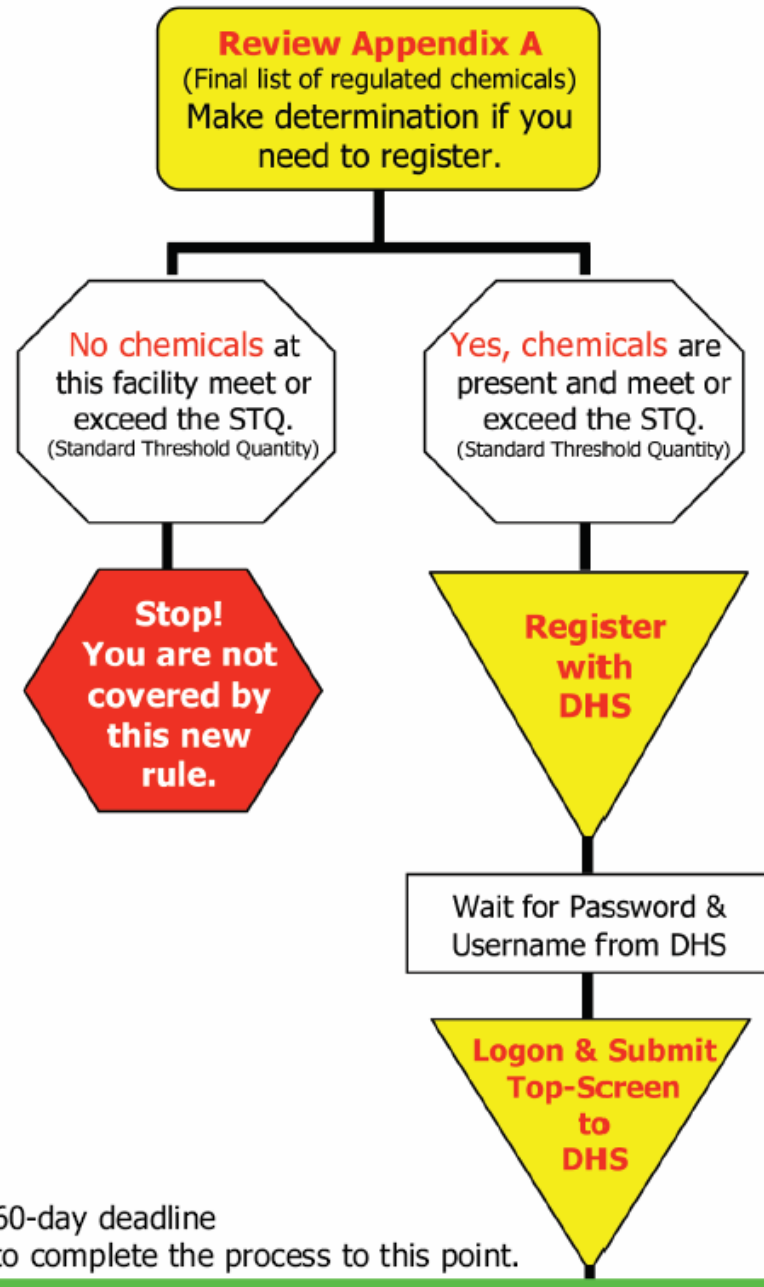 Review Appendix A
(Final list of regulated chemicals)
Make determination if you
need to register.
No chemicals at
this facility meet or
exceed the STQ.
(Standard Threshold Quantity)
Yes, chemicals are
present and meet or
exceed the STQ.
(Standard Threshold Quantity)
Stop!
You are not
covered by
this new
rule.
Register
with
DHS
Wait for Password &
Username from DHS
Logon & Submit
Top-Screen
to
DHS
60-day deadline
to complete the process to this point.